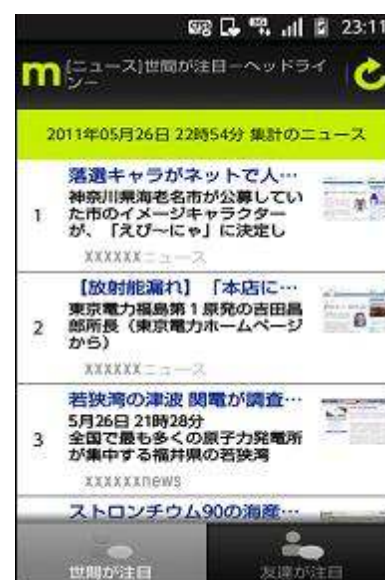 23:11
m
[ニュース]世間が注目－ヘッドライ
ン－
2011年05月26日 22時54分 集計のニュース
落選キャラがネットで人…
1
神奈川県海老名市が公募してい
た市のイメージキャラクター
が、「えび〜にゃ」に決定し
XXXXXXニュース
【放射能漏れ】「本店に…
2
東京電力福島第１原発の吉田昌
郎所長（東京電力ホームページ
から）
XXXXXXニュース
若狭湾の津波 関電が調査…
3
5月26日 21時28分
全国で最も多くの原子力発電所
が集中する福井県の若狭湾
XXXXXXnews
ストロンチウム90の海産…
世間が注目
友達が注目